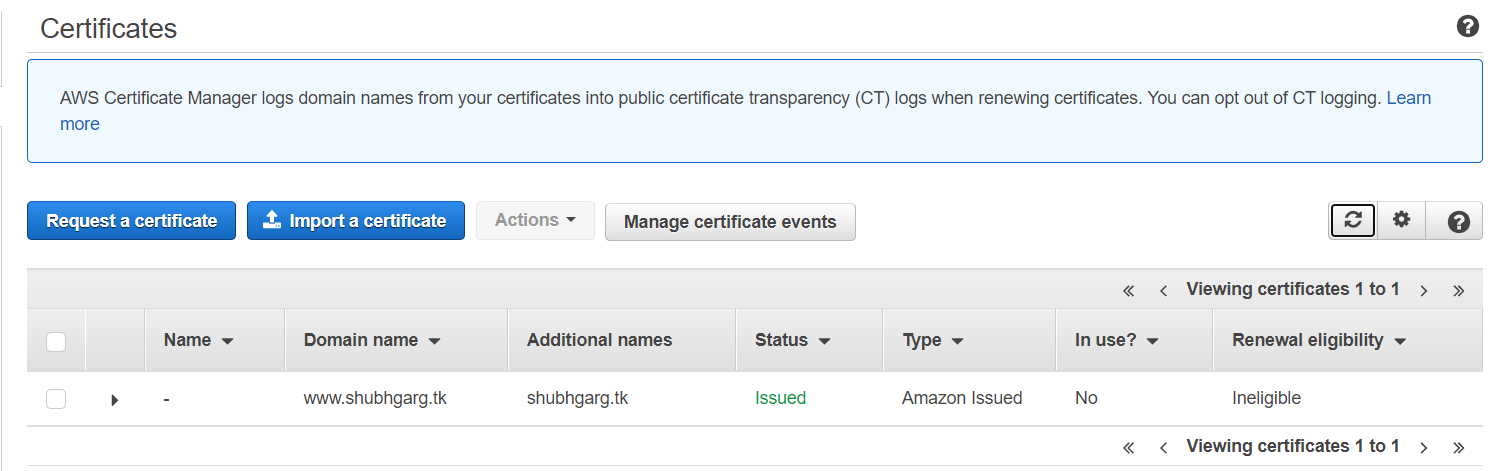 Certificates
AWS Certificate Manager logs domain names from your certificates into public certificate transparency (CT) logs when renewing certificates. You can opt out of CT logging. Learn
more
Request a certificate Import a certificate Actions Manage certificate events
« ‹ Viewing certificates 1 to 1 › »
Name Domain name Additional names Status Type In use? Renewal eligibility
- www.shubhgarg.tk shubhgarg.tk Issued Amazon Issued No Ineligible
« ‹ Viewing certificates 1 to 1 › »